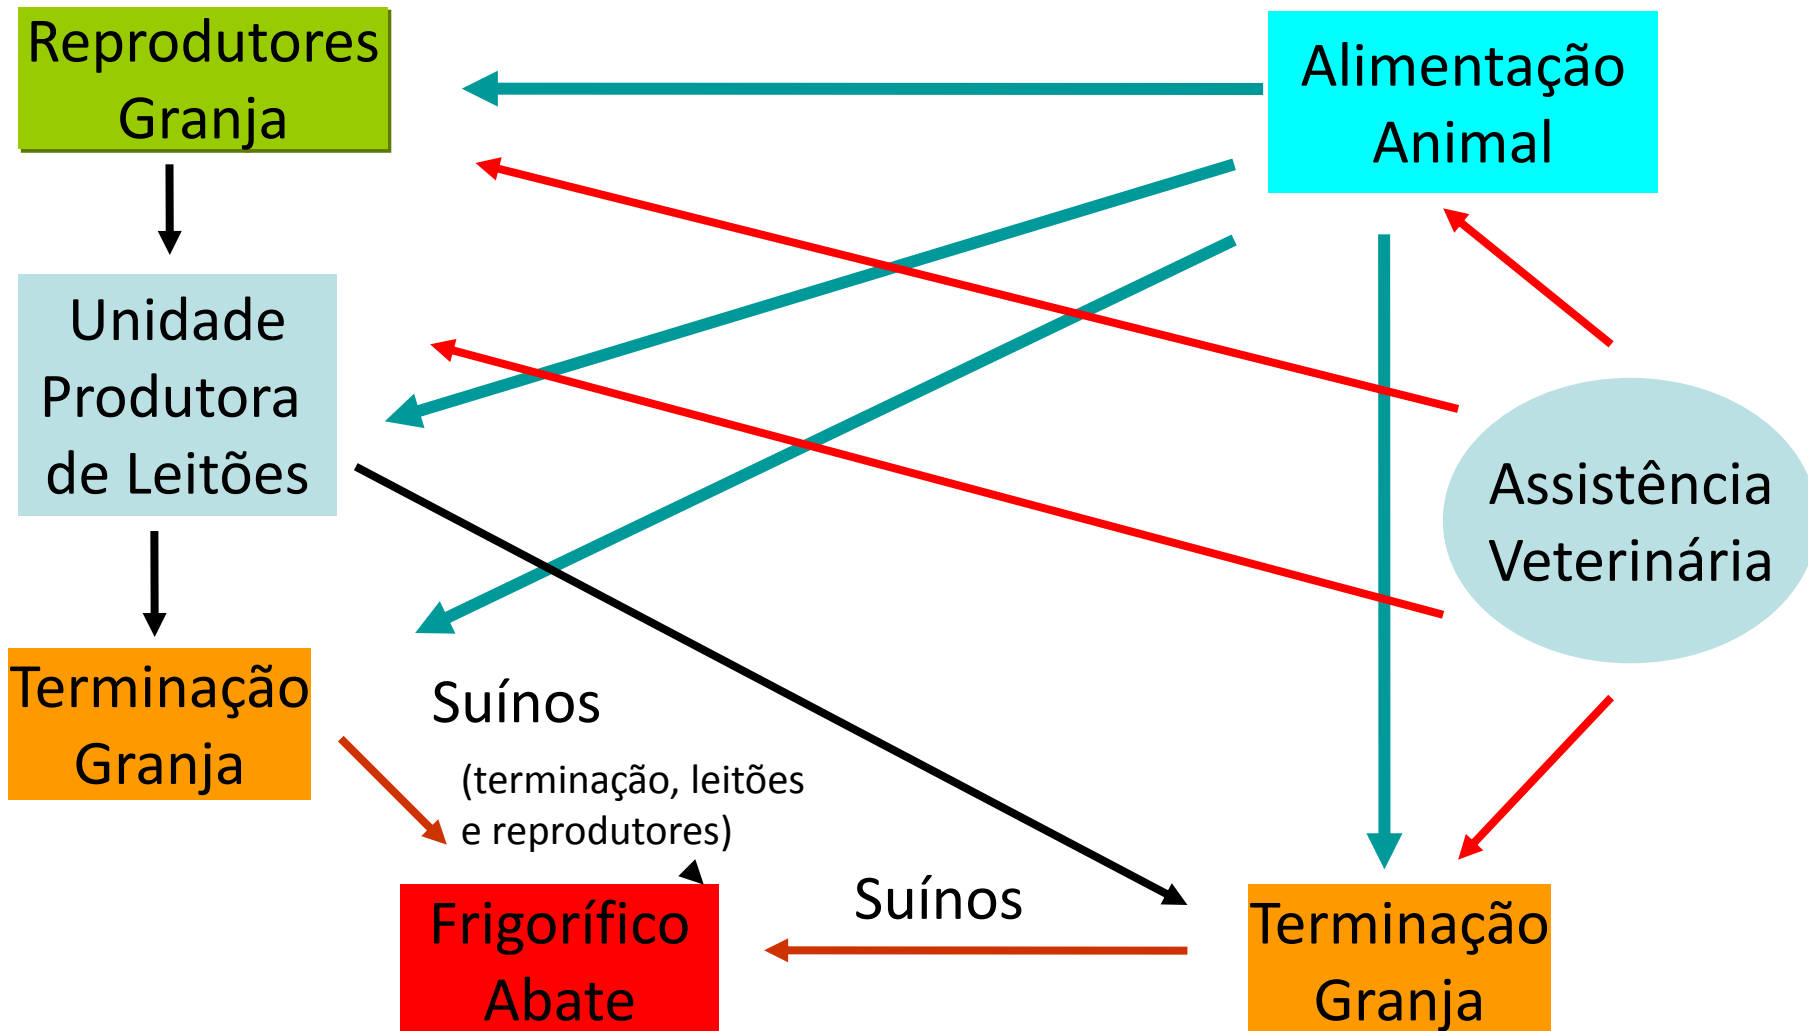 Reprodutores
Granja
Alimentação
Animal
Unidade
Produtora
de Leitões
Assistência
Veterinária
Terminação
Granja
Suínos
(terminação, leitões
e reprodutores)
Suínos
Frigorífico
Abate
Terminação
Granja